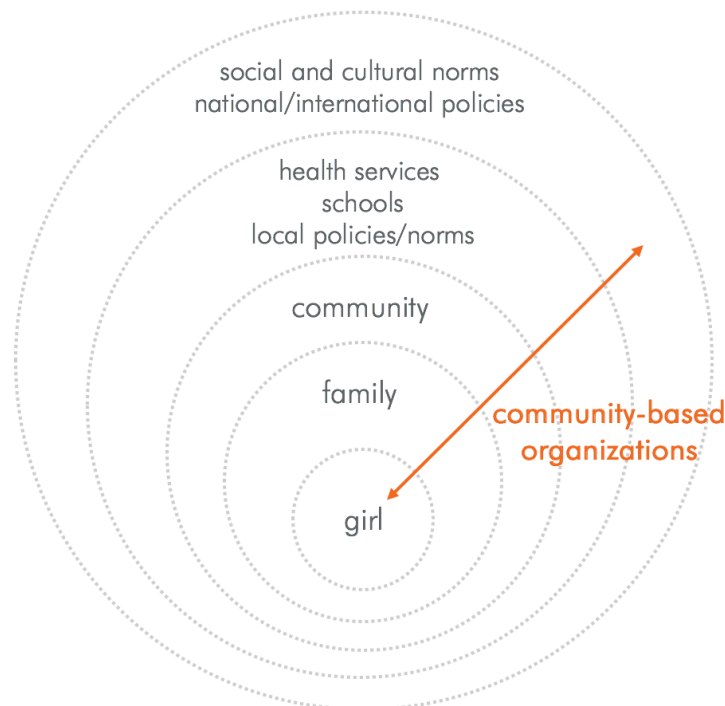 social and cultural norms
national/international policies
health services
schools
local policies/norms
community
family
community-based
organizations
girl